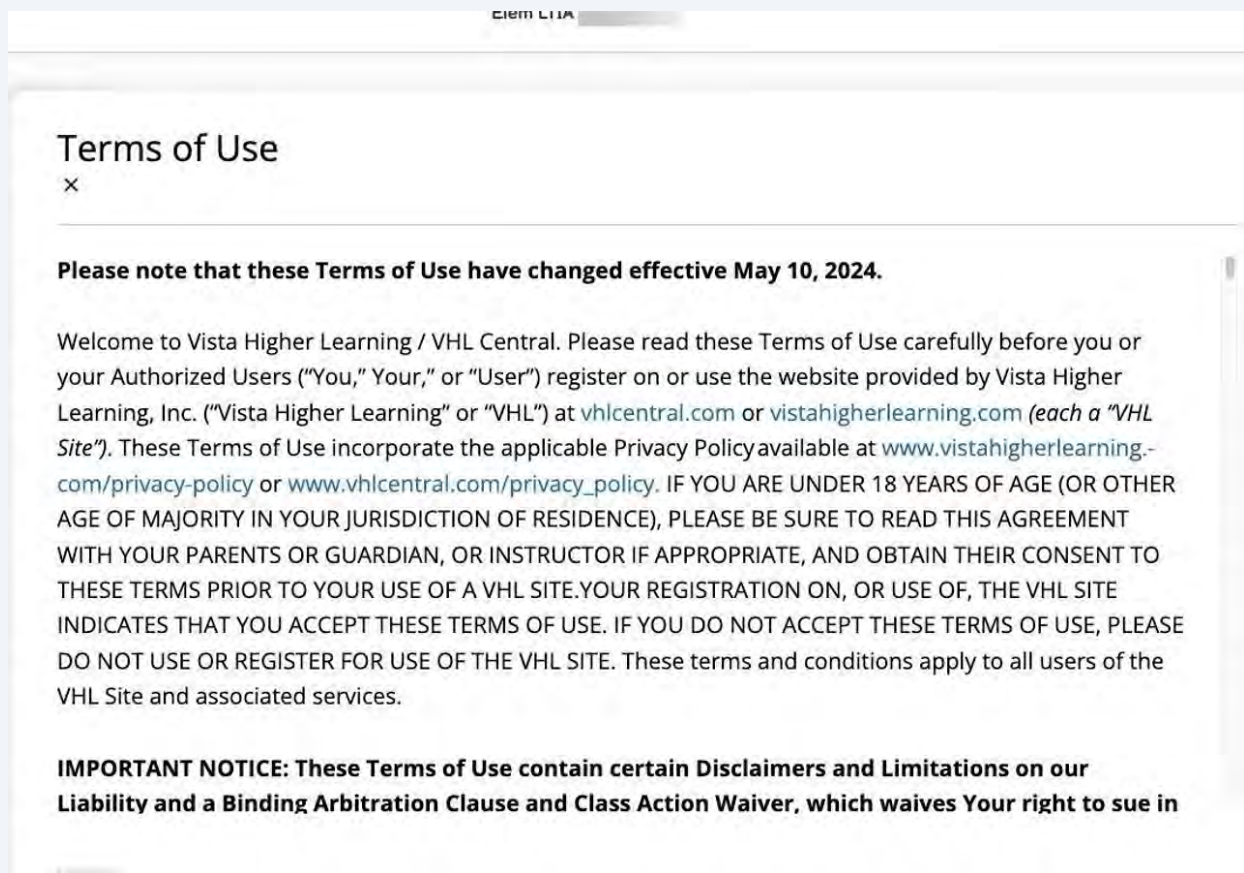 Elem
Terms of Use
×
Please note that these Terms of Use have changed effective May 10, 2024.
Welcome to Vista Higher Learning / VHL Central. Please read these Terms of Use carefully before you or
your Authorized Users (“You,” Your,” or “User”) register on or use the website provided by Vista Higher
Learning, Inc. (“Vista Higher Learning” or “VHL”) at vhlcentral.com or vistahigherlearning.com (each a “VHL
Site”). These Terms of Use incorporate the applicable Privacy Policy available at www.vistahigherlearning.-
com/privacy-policy or www.vhlcentral.com/privacy_policy. IF YOU ARE UNDER 18 YEARS OF AGE (OR OTHER
AGE OF MAJORITY IN YOUR JURISDICTION OF RESIDENCE), PLEASE BE SURE TO READ THIS AGREEMENT
WITH YOUR PARENTS OR GUARDIAN, OR INSTRUCTOR IF APPROPRIATE, AND OBTAIN THEIR CONSENT TO
THESE TERMS PRIOR TO YOUR USE OF A VHL SITE.YOUR REGISTRATION ON, OR USE OF, THE VHL SITE
INDICATES THAT YOU ACCEPT THESE TERMS OF USE. IF YOU DO NOT ACCEPT THESE TERMS OF USE, PLEASE
DO NOT USE OR REGISTER FOR USE OF THE VHL SITE. These terms and conditions apply to all users of the
VHL Site and associated services.
IMPORTANT NOTICE: These Terms of Use contain certain Disclaimers and Limitations on our
Liability and a Binding Arbitration Clause and Class Action Waiver, which waives Your right to sue in